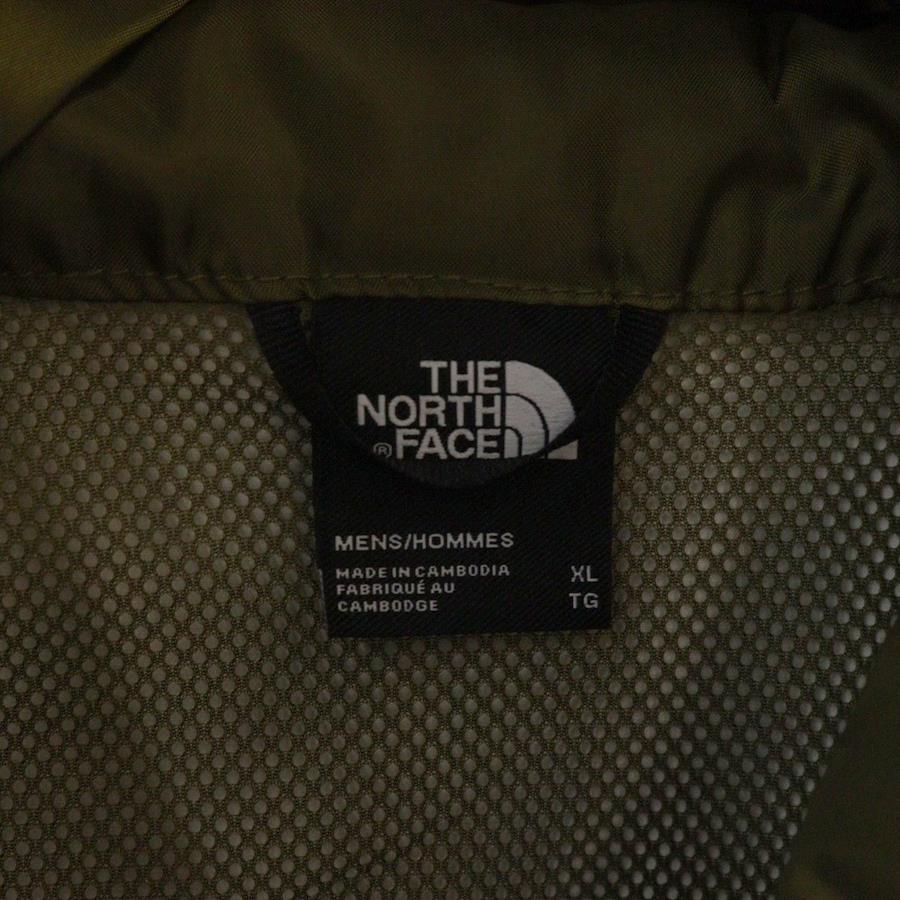 THE
NORTH
® FACE
MENS/HOMMES
MADE IN CAMBODIA
FABRIQUÉ AU
CAMBODGE
XL
TG